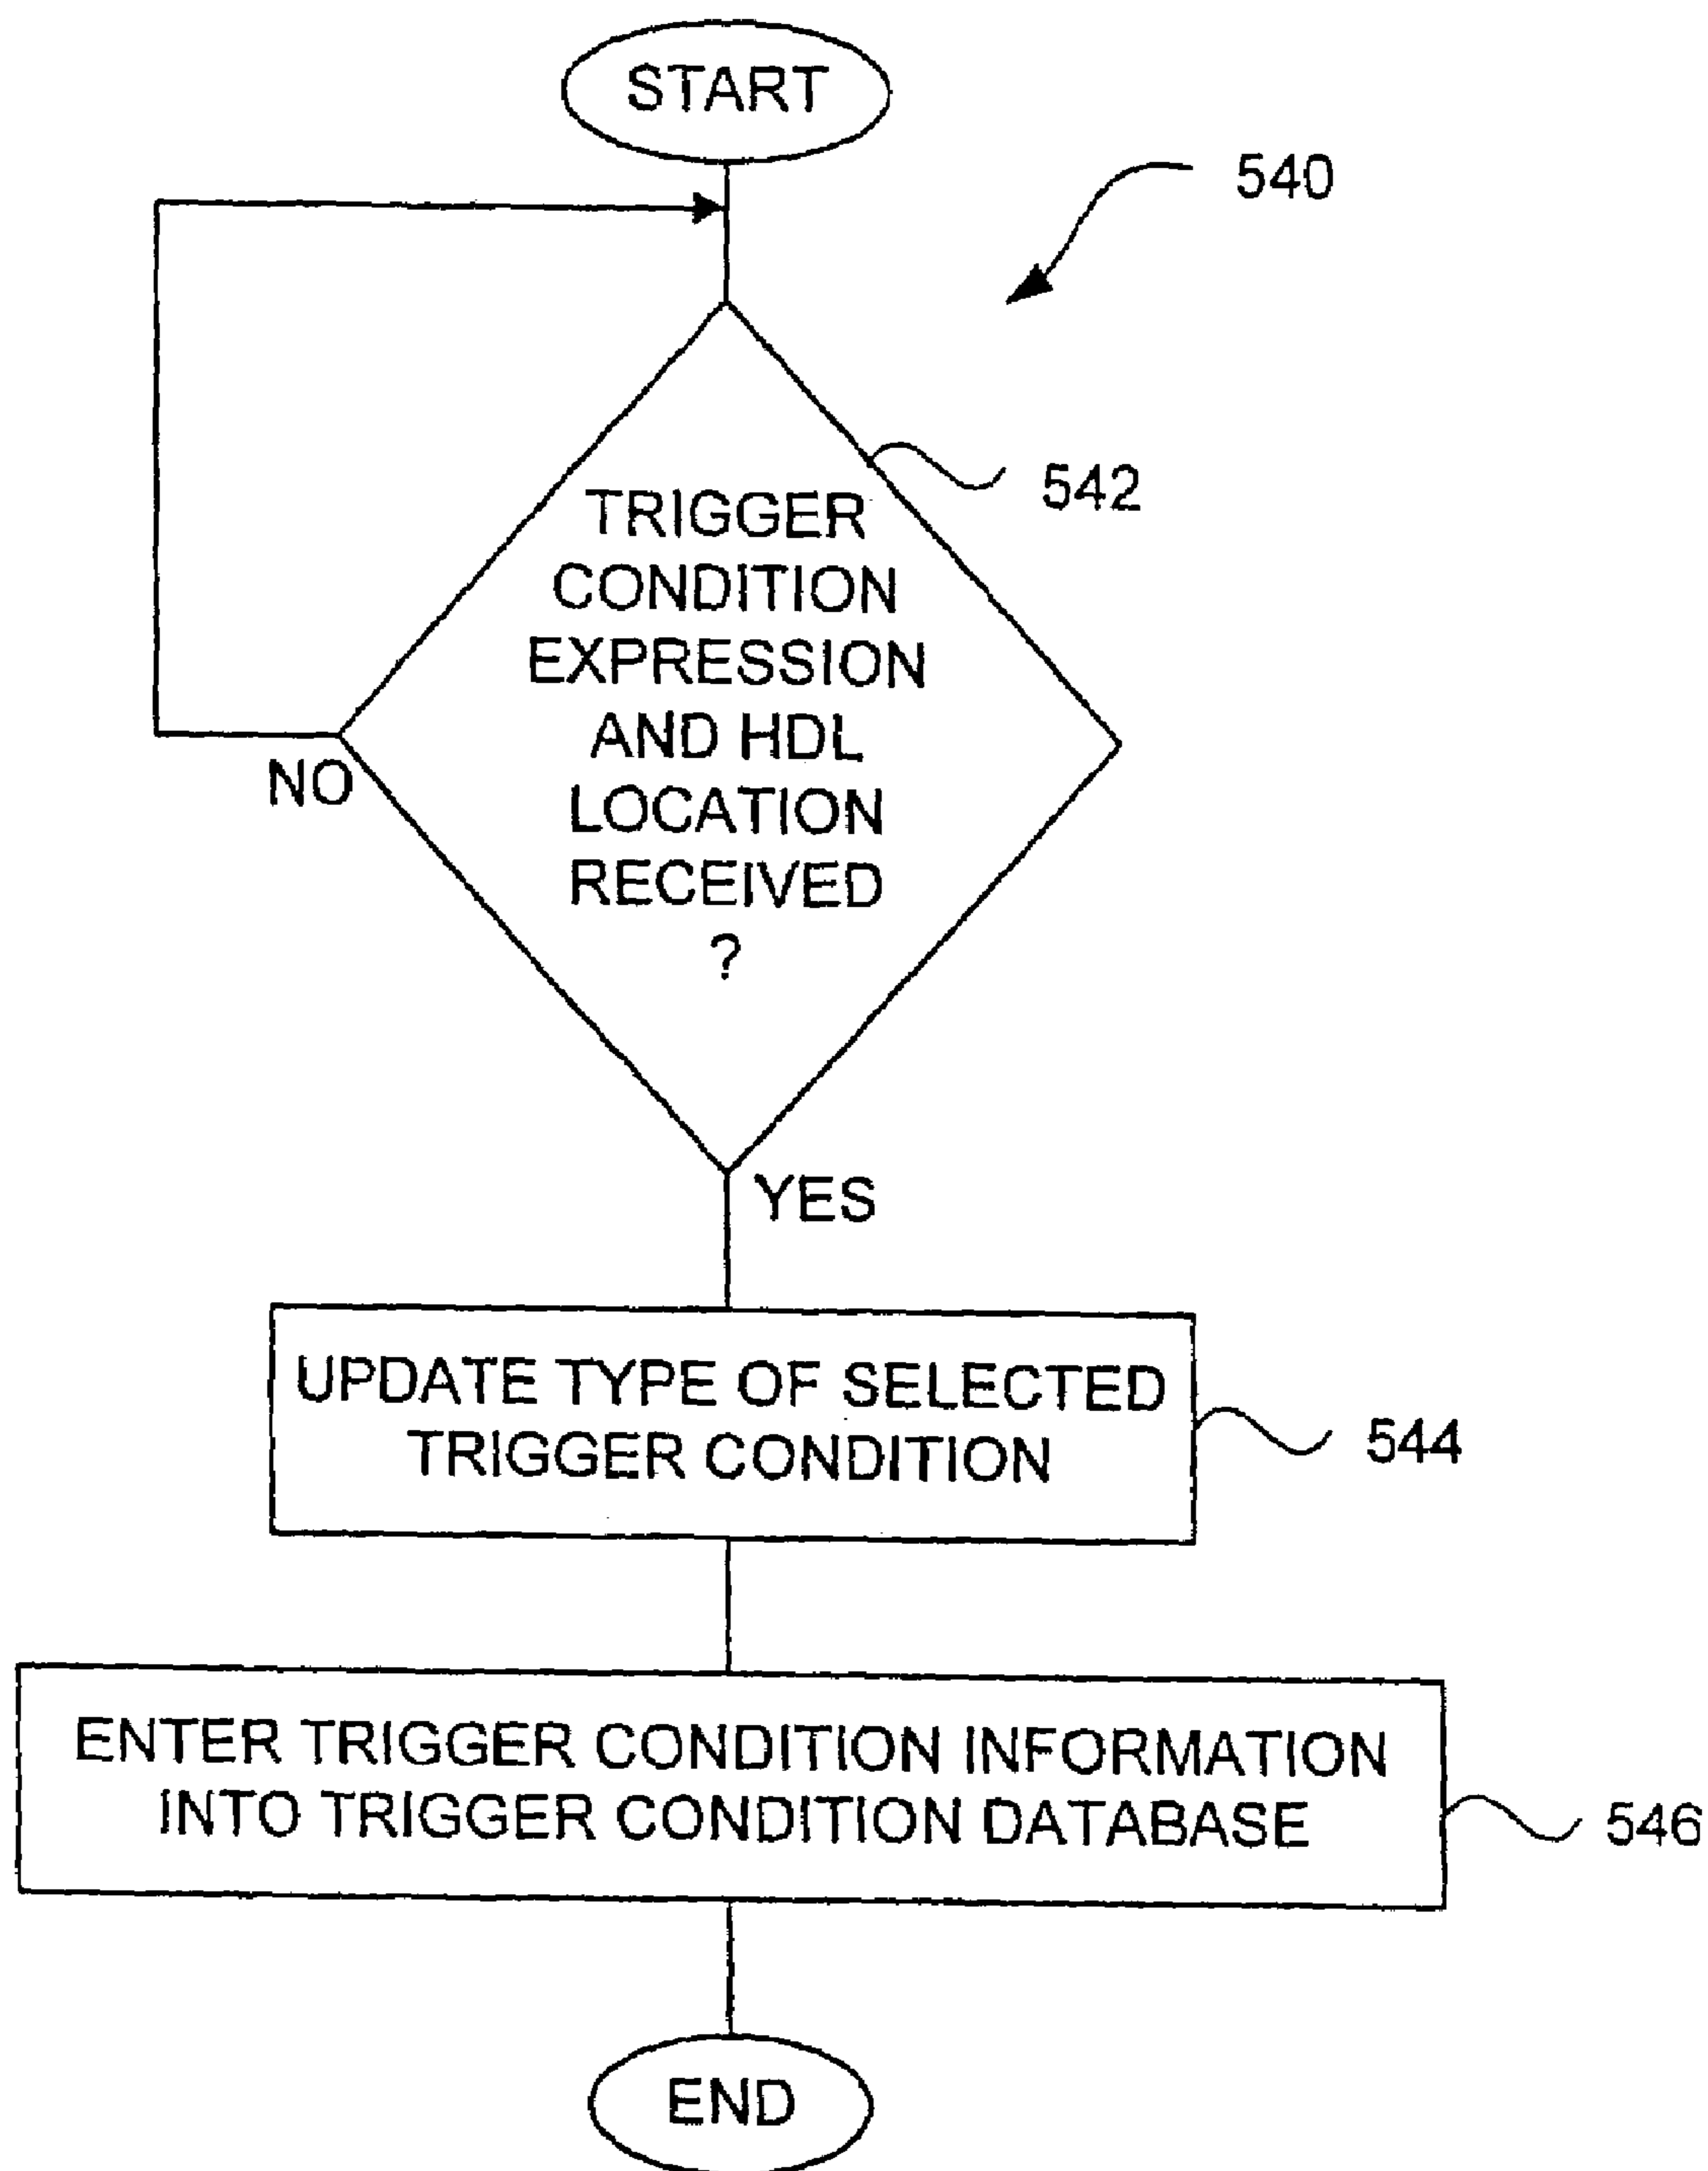 START
540
542
TRIGGER
CONDITION
EXPRESSION
AND HDL
LOCATION
RECEIVED
?
NO
YES
UPDATE TYPE OF SELECTED
TRIGGER CONDITION
544
ENTER TRIGGER CONDITION INFORMATION
INTO TRIGGER CONDITION DATABASE
546
END